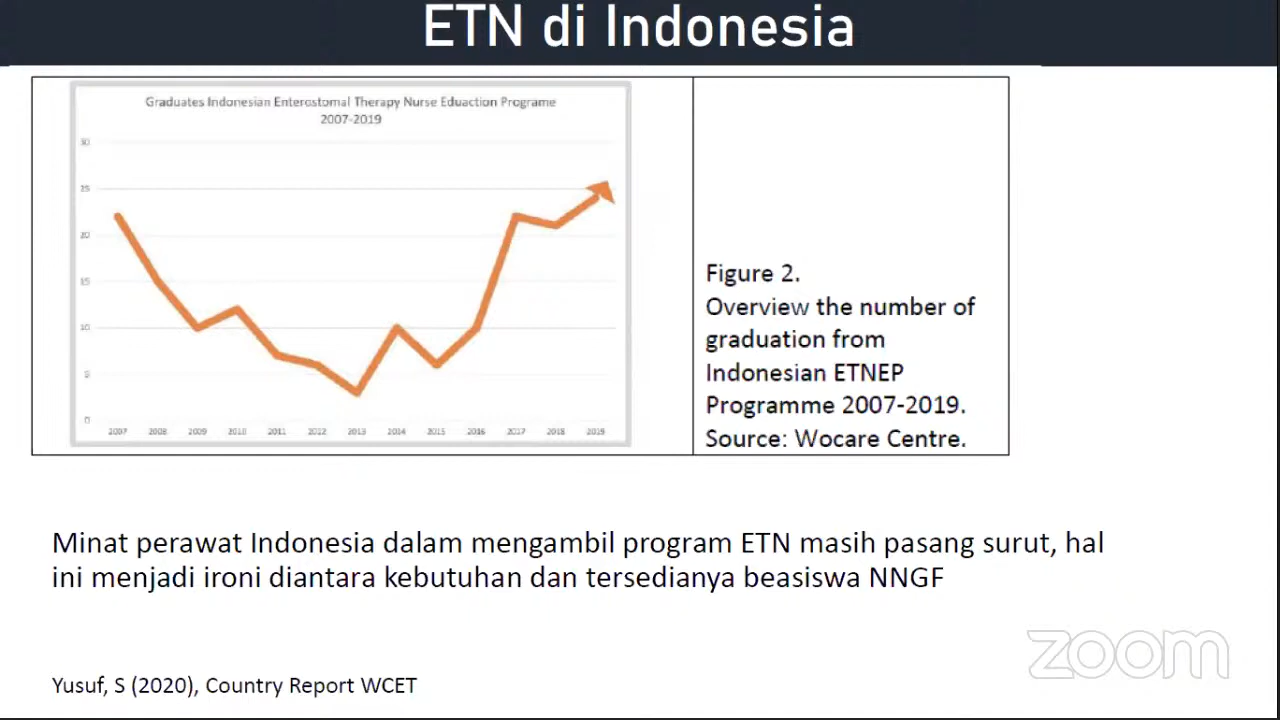 ETN di Indonesia
Graduates Indonesian Enterostomal Therapy Nurse Eduaction Programe
2007-2019
30
25
20
15
10
5
0
2007 2008 2009 2010 2011 2012 2013 2014 2015 2016 2017 2018 2019
Figure 2.
Overview the number of
graduation from
Indonesian ETNEP
Programme 2007-2019.
Source: Wocare Centre.
Minat perawat Indonesia dalam mengambil program ETN masih pasang surut, hal
ini menjadi ironi diantara kebutuhan dan tersedianya beasiswa NNGF
Yusuf, S (2020), Country Report WCET
zoom